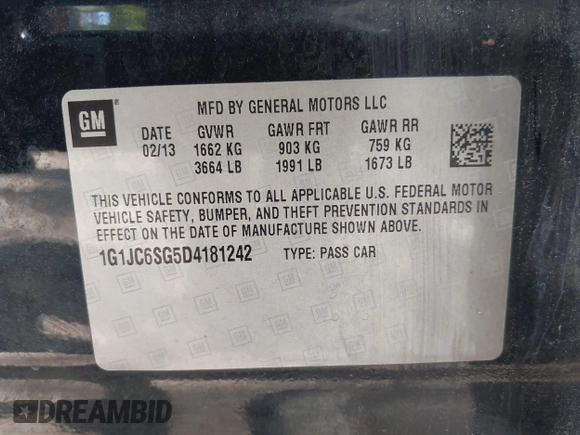 GM
MFD BY GENERAL MOTORS LLC
DATE GVWR GAWR FRT GAWR RR
02/13 1662 KG 903 KG 759 KG
3664 LB 1991 LB 1673 LB
THIS VEHICLE CONFORMS TO ALL APPLICABLE U.S. FEDERAL MOTOR
VEHICLE SAFETY, BUMPER, AND THEFT PREVENTION STANDARDS IN
EFFECT ON THE DATE OF MANUFACTURE SHOWN ABOVE.
1G1JC6SG5D4181242 TYPE: PASS CAR
DREAMBID